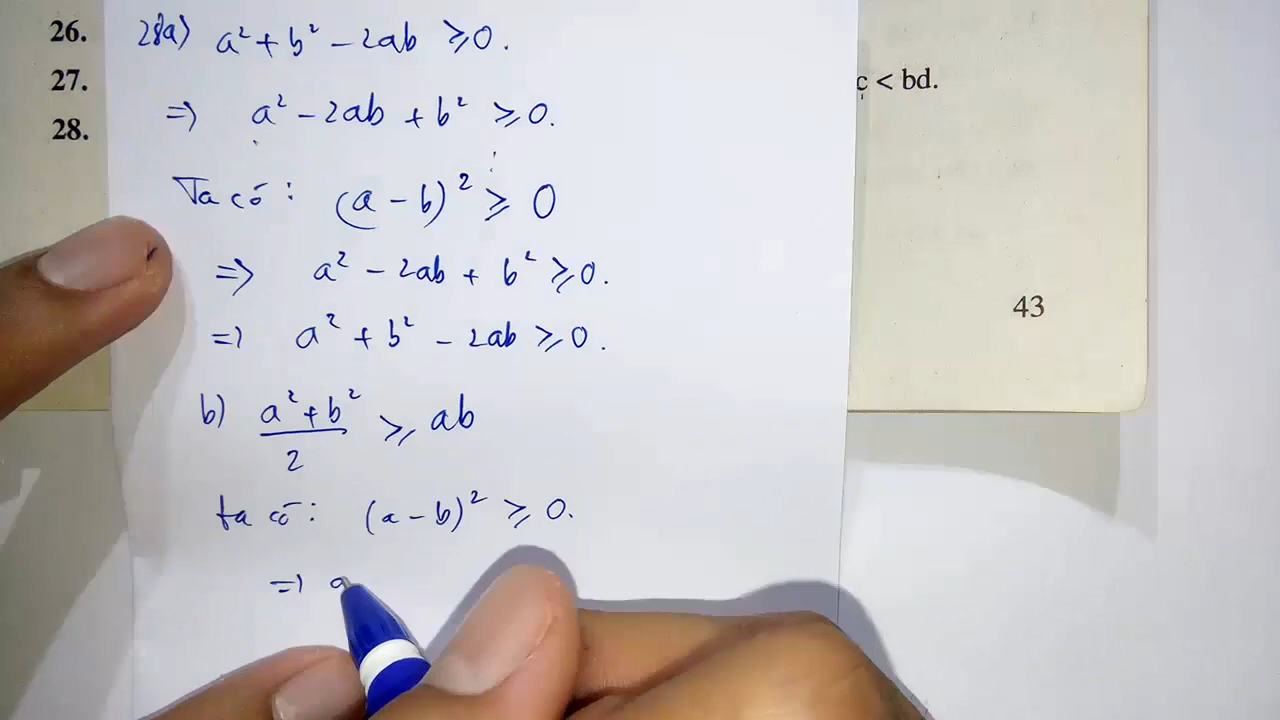 26.
27.
28.
28a) a² + b² - 2ab ≥ 0.
=> a² - 2ab + b² ≥ 0.
Ta có : (a - b)² ≥ 0
=> a² - 2ab + b² ≥ 0.
=> a² + b² - 2ab ≥ 0.
b) (a² + b²)/2 ≥ ab
ta có : (a - b)² ≥ 0.
=> a
< bd.
43